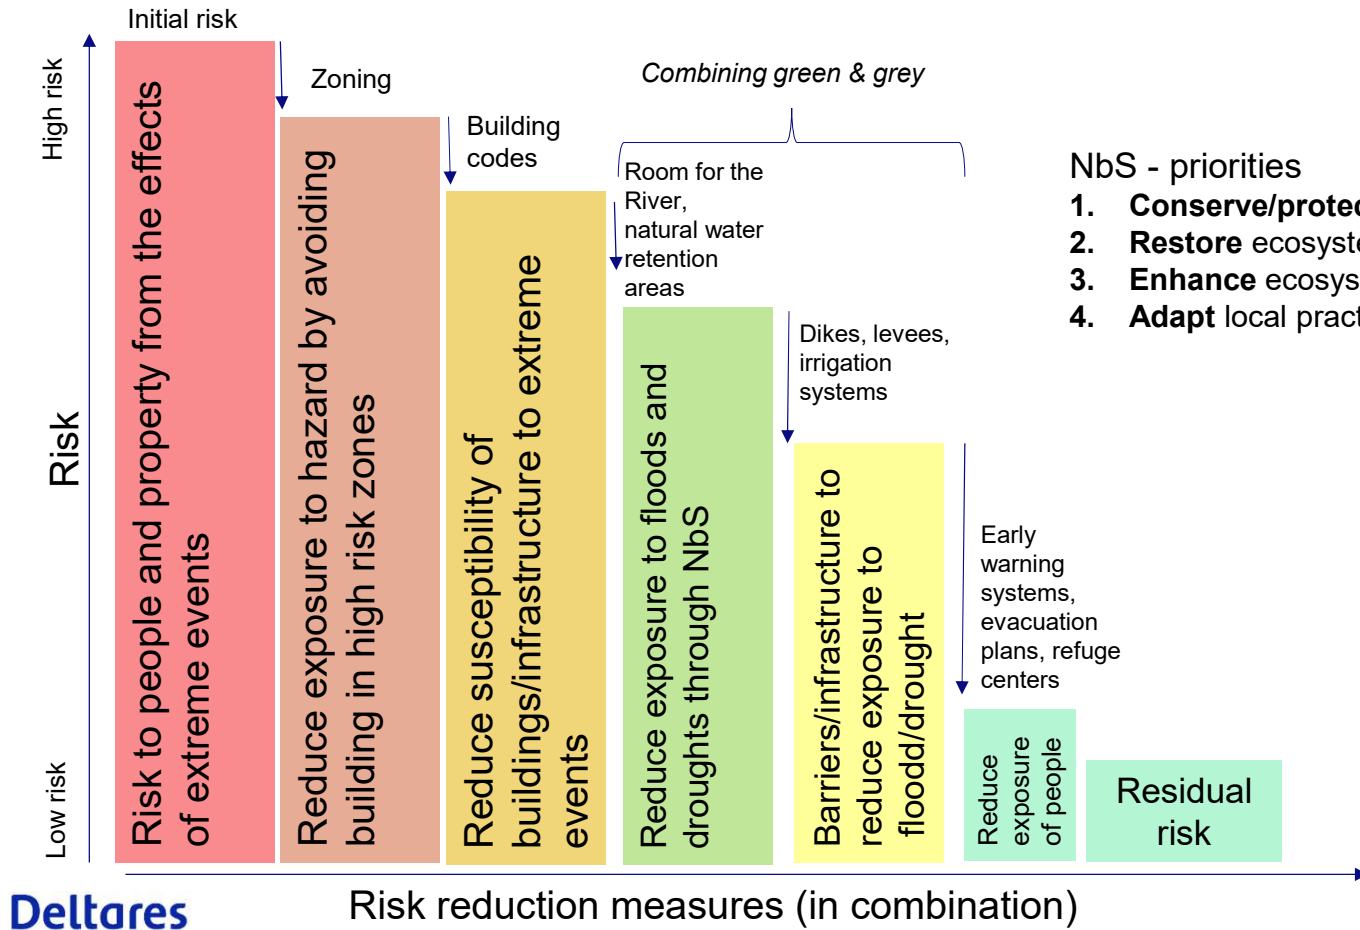 Initial risk
High risk
Zoning
Combining green & grey
Building
codes
Room for the
River,
natural water
retention
areas
NbS - priorities
1. Conserve/protec
2. Restore ecosyste
3. Enhance ecosys
4. Adapt local pract
Dikes, levees,
irrigation
systems
Early
warning
systems,
evacuation
plans, refuge
centers
Risk
Low risk
Risk to people and property from the effects
of extreme events
Reduce exposure to hazard by avoiding
building in high risk zones
Reduce susceptibility of
buildings/infrastructure to extreme
events
Reduce exposure to floods and
droughts through NbS
Barriers/infrastructure to
reduce exposure to
floodd/drought
Reduce
exposure
of people
Residual
risk
Deltares
Risk reduction measures (in combination)